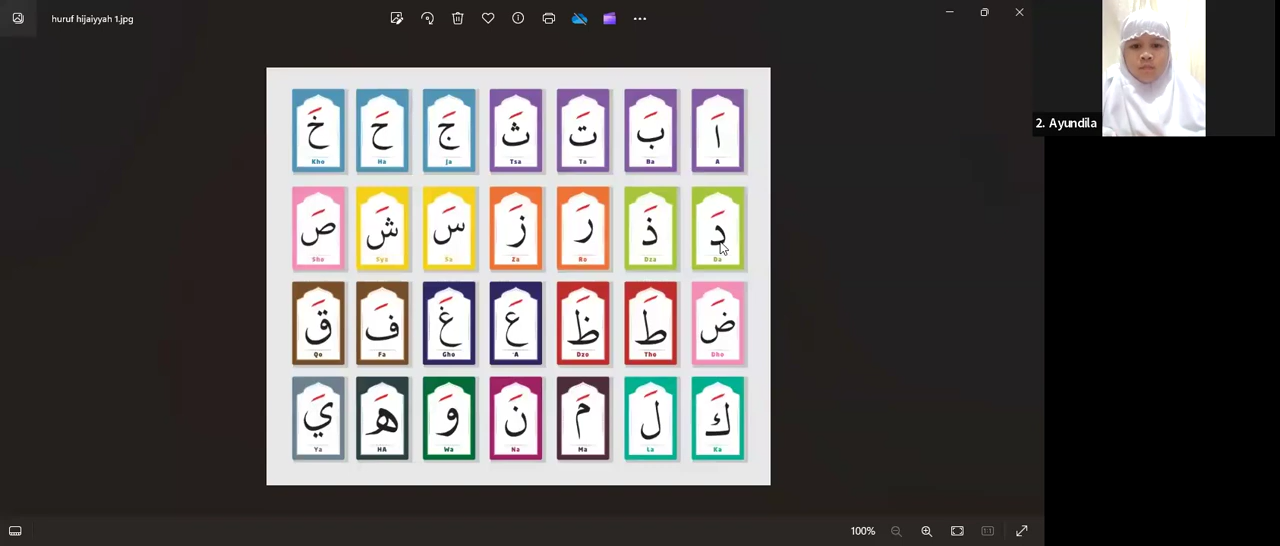 huruf hijaiyyah 1.jpg
2. Ayundila
اَ بَ تَ ثَ جَ حَ خَ
A Ba Ta Tsa Ja Ha Kho
دَ ذَ رَ زَ سَ شَ صَ
Da Dza Ro Za Sa Sya Sho
ضَ طَ ظَ عَ غَ فَ قَ
Dho Tho Dzo 'A Gho Fa Qo
كَ لَ مَ نَ وَ هَ يَ
Ka La Ma Na Wa HA Ya
100%